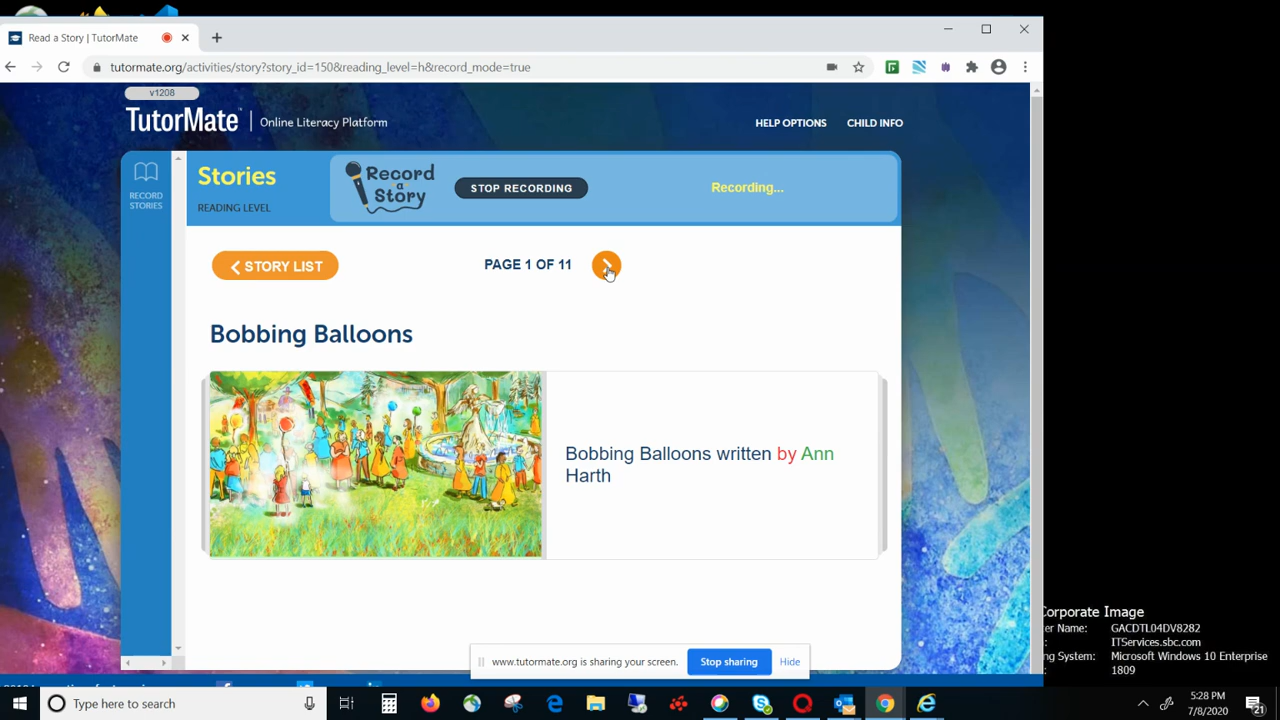 Read a Story | TutorMate
tutormate.org/activities/story?story_id=150&reading_level=h&record_mode=true
v1208
TutorMate | Online Literacy Platform
HELP OPTIONS CHILD INFO
RECORD STORIES
Stories
READING LEVEL
Record a Story
STOP RECORDING
Recording...
STORY LIST
PAGE 1 OF 11
Bobbing Balloons
Bobbing Balloons written by Ann
Harth
www.tutormate.org is sharing your screen. Stop sharing Hide
Corporate Image
er Name: GACDTL04DV8282
: ITServices.sbc.com
ng System: Microsoft Windows 10 Enterprise
: 1809
Type here to search
5:28 PM
7/8/2020
21